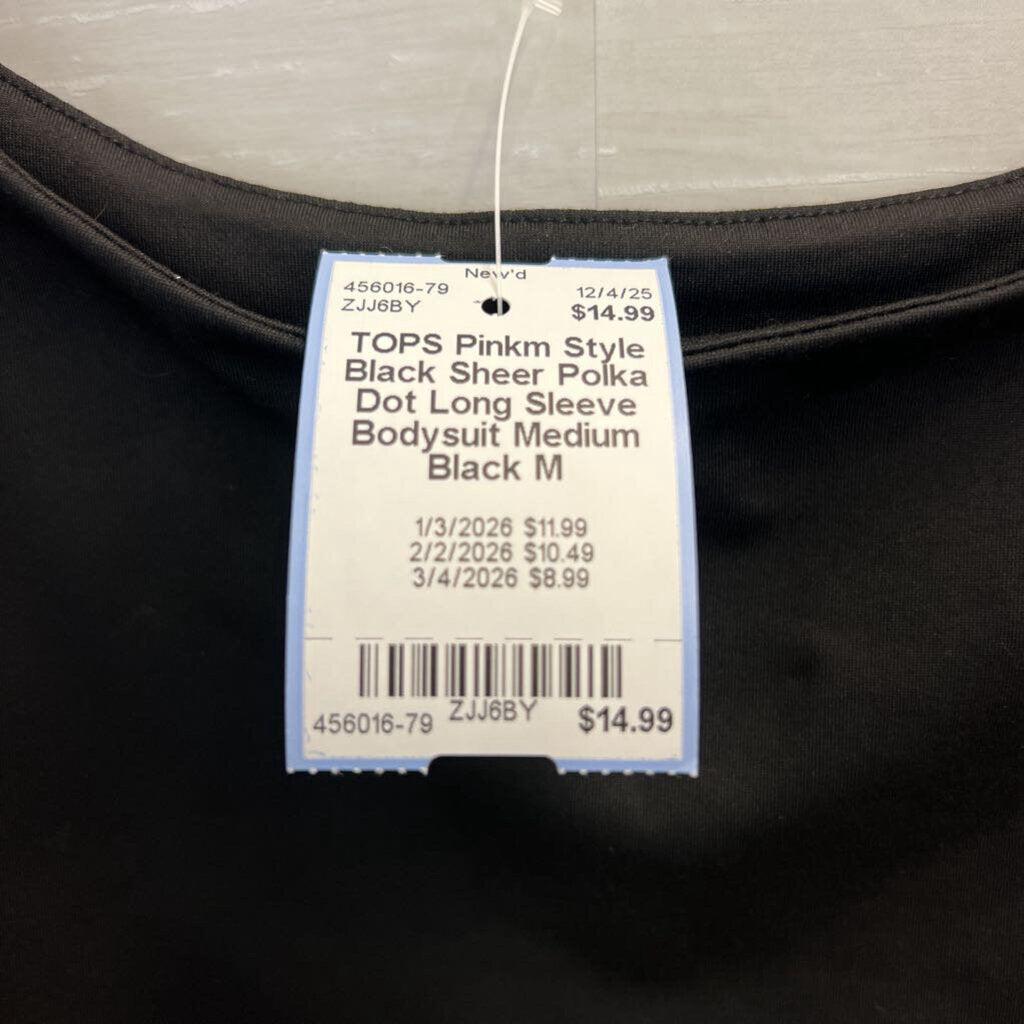 New'd
456016-79 12/4/25
ZJJ6BY $14.99
TOPS Pinkm Style
Black Sheer Polka
Dot Long Sleeve
Bodysuit Medium
Black M
1/3/2026 $11.99
2/2/2026 $10.49
3/4/2026 $8.99
456016-79 ZJJ6BY $14.99